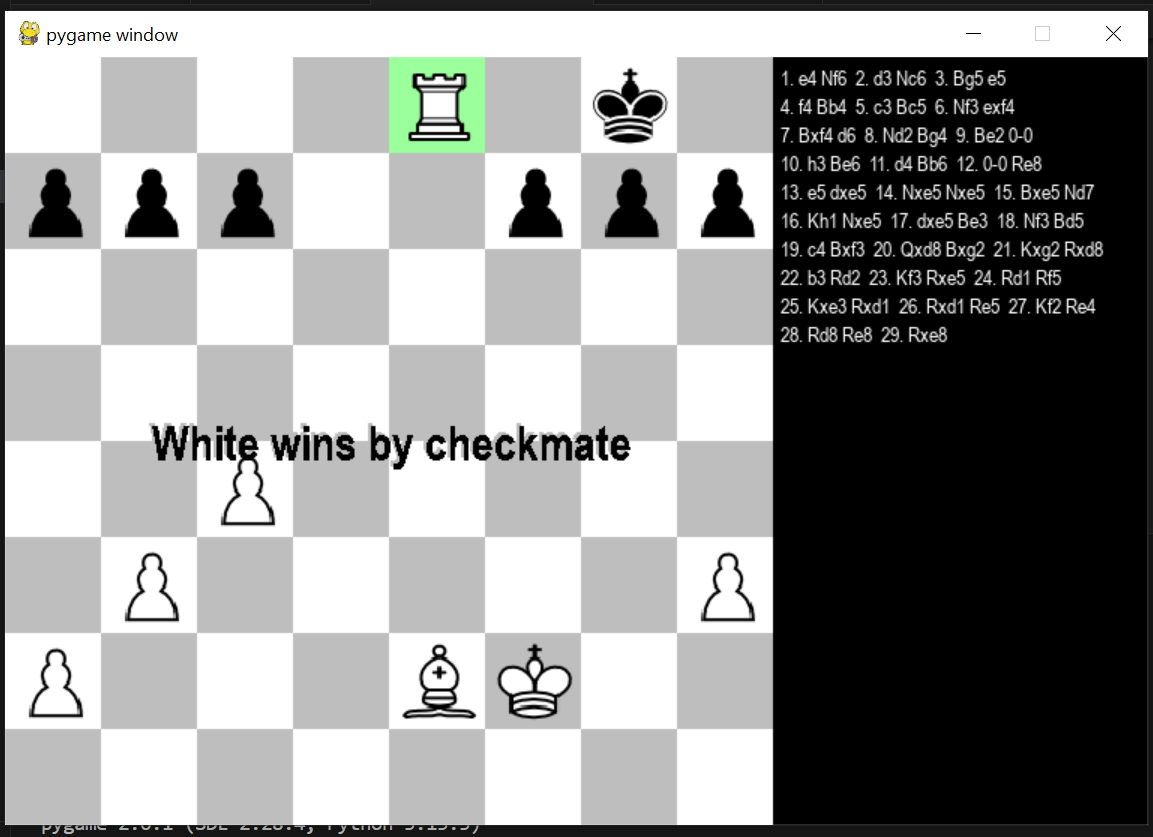 pygame window
1. e4 Nf6 2. d3 Nc6 3. Bg5 e5
4. f4 Bb4 5. c3 Bc5 6. Nf3 exf4
7. Bxf4 d6 8. Nd2 Bg4 9. Be2 0-0
10. h3 Be6 11. d4 Bb6 12. 0-0 Re8
13. e5 dxe5 14. Nxe5 Nxe5 15. Bxe5 Nd7
16. Kh1 Nxe5 17. dxe5 Be3 18. Nf3 Bd5
19. c4 Bxf3 20. Qxd8 Bxg2 21. Kxg2 Rxd8
22. b3 Rd2 23. Kf3 Rxe5 24. Rd1 Rf5
25. Kxe3 Rxd1 26. Rxd1 Re5 27. Kf2 Re4
28. Rd8 Re8 29. Rxe8
White wins by checkmate